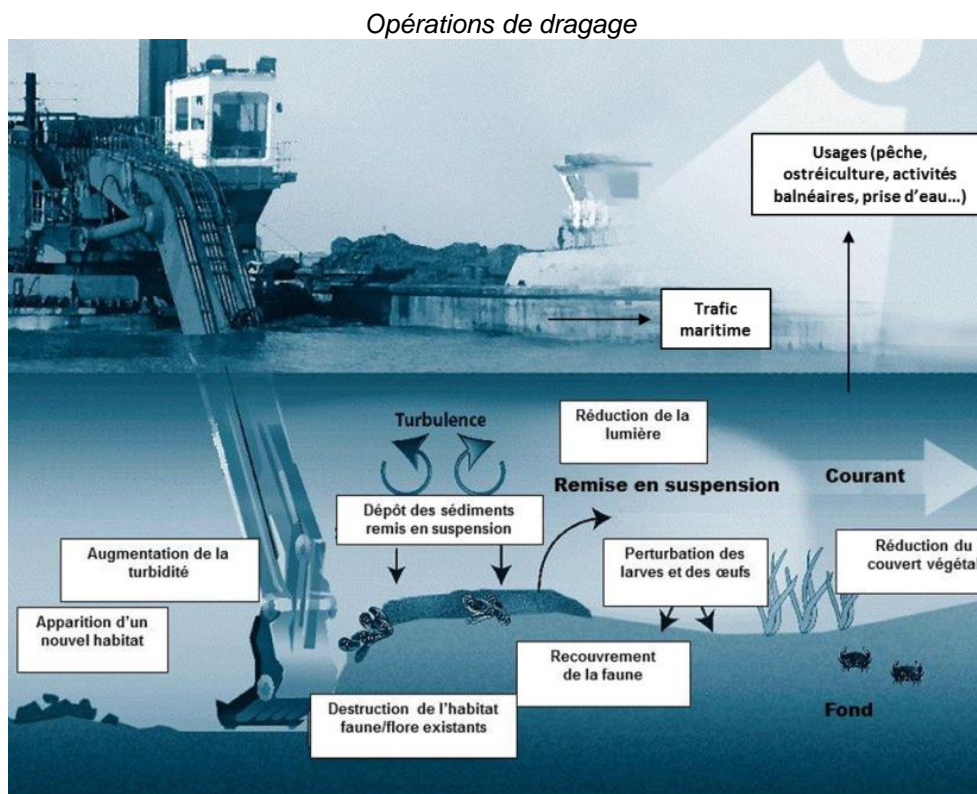 Opérations de dragage
Usages (pêche,
ostréiculture, activités
balnéaires, prise d'eau...)
Trafic
maritime
Réduction de la
lumière
Turbulence
Remise en suspension
Courant
Dépôt des sédiments
remis en suspension
Augmentation de la
turbidité
Perturbation des
larves et des œufs
Réduction du
couvert végétal
Apparition d'un
nouvel habitat
Recouvrement
de la faune
Destruction de l'habitat
faune/flore existants
Fond